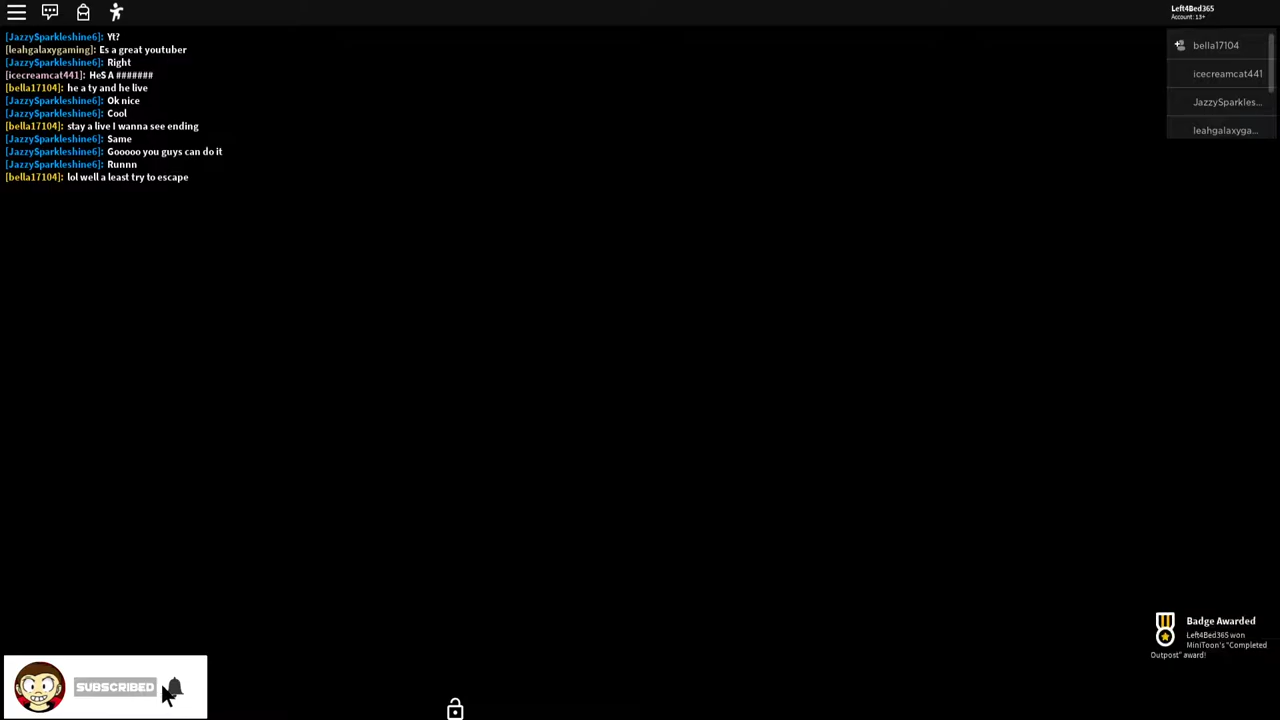 Left4Bed365
Account: 13+
[JazzySparkleshine6]: Yt?
[leahgalaxygaming]: Es a great youtuber
[JazzySparkleshine6]: Right
[icecreamcat441]: HeS A #######
[bella17104]: he a ty and he live
[JazzySparkleshine6]: Ok nice
[JazzySparkleshine6]: Cool
[bella17104]: stay a live I wanna see ending
[JazzySparkleshine6]: Same
[JazzySparkleshine6]: Gooooo you guys can do it
[JazzySparkleshine6]: Runnn
[bella17104]: lol well a least try to escape
bella17104
icecreamcat441
JazzySparkles...
leahgalaxyga...
Badge Awarded
Left4Bed365 won
MiniToon's "Completed
Outpost" award!
SUBSCRIBED